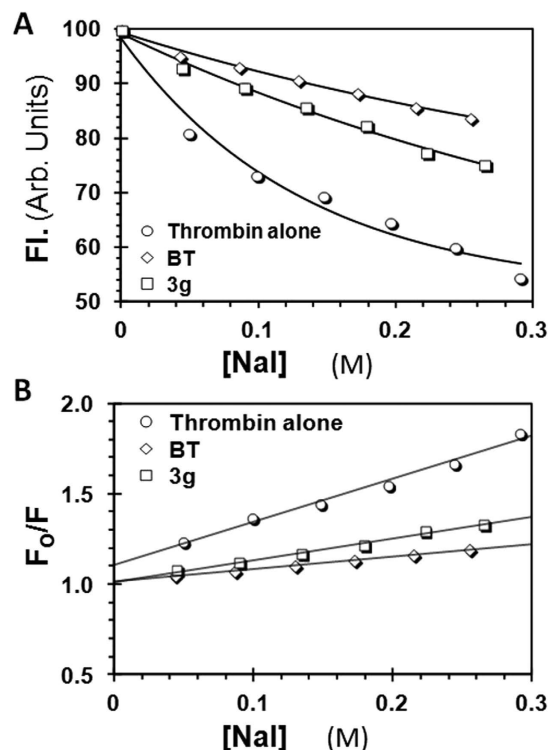 A
FI. (Arb. Units)
100
90
80
70
60
50
Thrombin alone
BT
3g
0
0.1
0.2
0.3
[NaI] (M)
B
F₀/F
2.0
1.5
1.0
0.5
Thrombin alone
BT
3g
0
0.1
0.2
0.3
[NaI] (M)